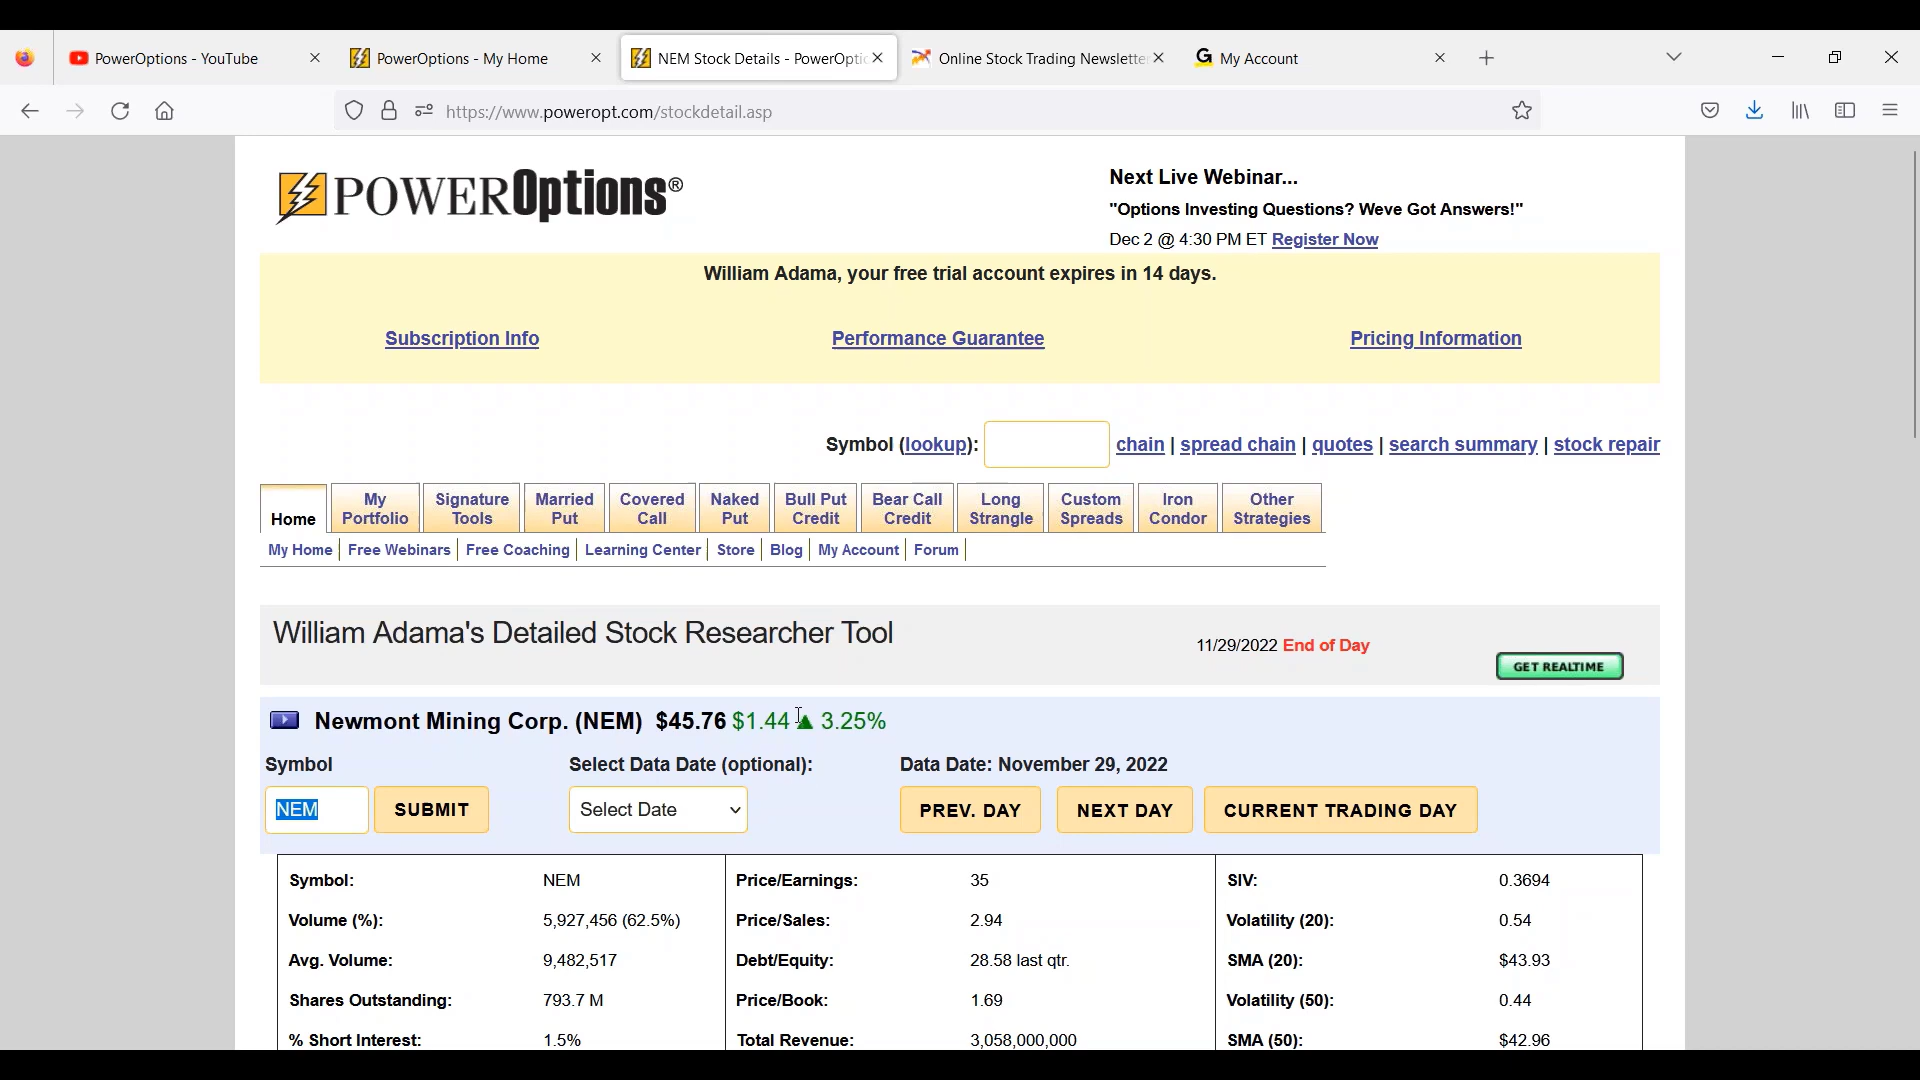 PowerOptions - YouTube
PowerOptions - My Home
NEM Stock Details - PowerOptio
Online Stock Trading Newslette
G My Account
https://www.poweropt.com/stockdetail.asp
POWEROptions®
Next Live Webinar...
"Options Investing Questions? Weve Got Answers!"
Dec 2 @ 4:30 PM ET Register Now
William Adama, your free trial account expires in 14 days.
Subscription Info Performance Guarantee Pricing Information
Symbol (lookup): chain | spread chain | quotes | search summary | stock repair
Home
My Portfolio
Signature Tools
Married Put
Covered Call
Naked Put
Bull Put Credit
Bear Call Credit
Long Strangle
Custom Spreads
Iron Condor
Other Strategies
My Home | Free Webinars | Free Coaching | Learning Center | Store | Blog | My Account | Forum |
William Adama's Detailed Stock Researcher Tool
11/29/2022 End of Day
GET REALTIME
Newmont Mining Corp. (NEM) $45.76 $1.44 ▲ 3.25%
Symbol Select Data Date (optional): Data Date: November 29, 2022
NEM SUBMIT Select Date PREV. DAY NEXT DAY CURRENT TRADING DAY
Symbol: NEM Price/Earnings: 35 SIV: 0.3694
Volume (%): 5,927,456 (62.5%) Price/Sales: 2.94 Volatility (20): 0.54
Avg. Volume: 9,482,517 Debt/Equity: 28.58 last qtr. SMA (20): $43.93
Shares Outstanding: 793.7 M Price/Book: 1.69 Volatility (50): 0.44
% Short Interest: 1.5% Total Revenue: 3,058,000,000 SMA (50): $42.96